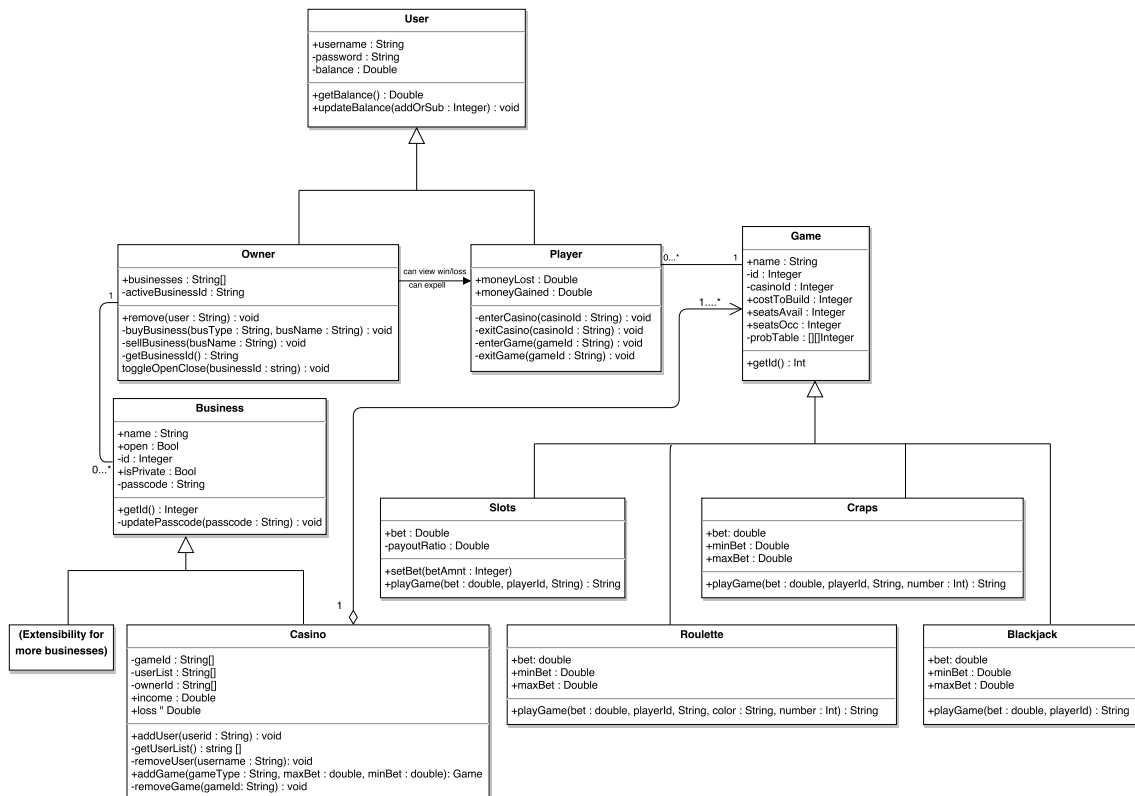 User
+username : String
-password : String
-balance : Double
+getBalance() : Double
+updateBalance(addOrSub : Integer) : void
Owner
+businesses : String[]
-activeBusinessId : String
+remove(user : String) : void
-buyBusiness(busType : String, busName : String) : void
-sellBusiness(busName : String) : void
-getBusinessId() : String
toggleOpenClose(businessId : string) : void
can view win/loss
can expell
Player
+moneyLost : Double
+moneyGained : Double
-enterCasino(casinoId : String) : void
-exitCasino(casinoId : String) : void
-enterGame(gameId : String) : void
-exitGame(gameId : String) : void
0...*
1
Game
+name : String
-id : Integer
-casinoId : Integer
+costToBuild : Integer
+seatsAvail : Integer
+seatsOcc : Integer
-probTable : [][]Integer
+getId() : Int
1
0...*
1....*
Business
+name : String
+open : Bool
-id : Integer
+isPrivate : Bool
-passcode : String
+getId() : Integer
-updatePasscode(passcode : String) : void
Slots
+bet : Double
-payoutRatio : Double
+setBet(betAmnt : Integer)
+playGame(bet : double, playerId, String) : String
Craps
+bet: double
+minBet : Double
+maxBet : Double
+playGame(bet : double, playerId, String, number : Int) : String
1
(Extensibility for
more businesses)
Casino
-gameId : String[]
-userList : String[]
-ownerId : String[]
+income : Double
+loss " Double
+addUser(userid : String) : void
-getUserList() : string []
-removeUser(username : String): void
+addGame(gameType : String, maxBet : double, minBet : double): Game
-removeGame(gameId: String) : void
Roulette
+bet: double
+minBet : Double
+maxBet : Double
+playGame(bet : double, playerId, String, color : String, number : Int) : String
Blackjack
+bet: double
+minBet : Double
+maxBet : Double
+playGame(bet : double, playerId) : String